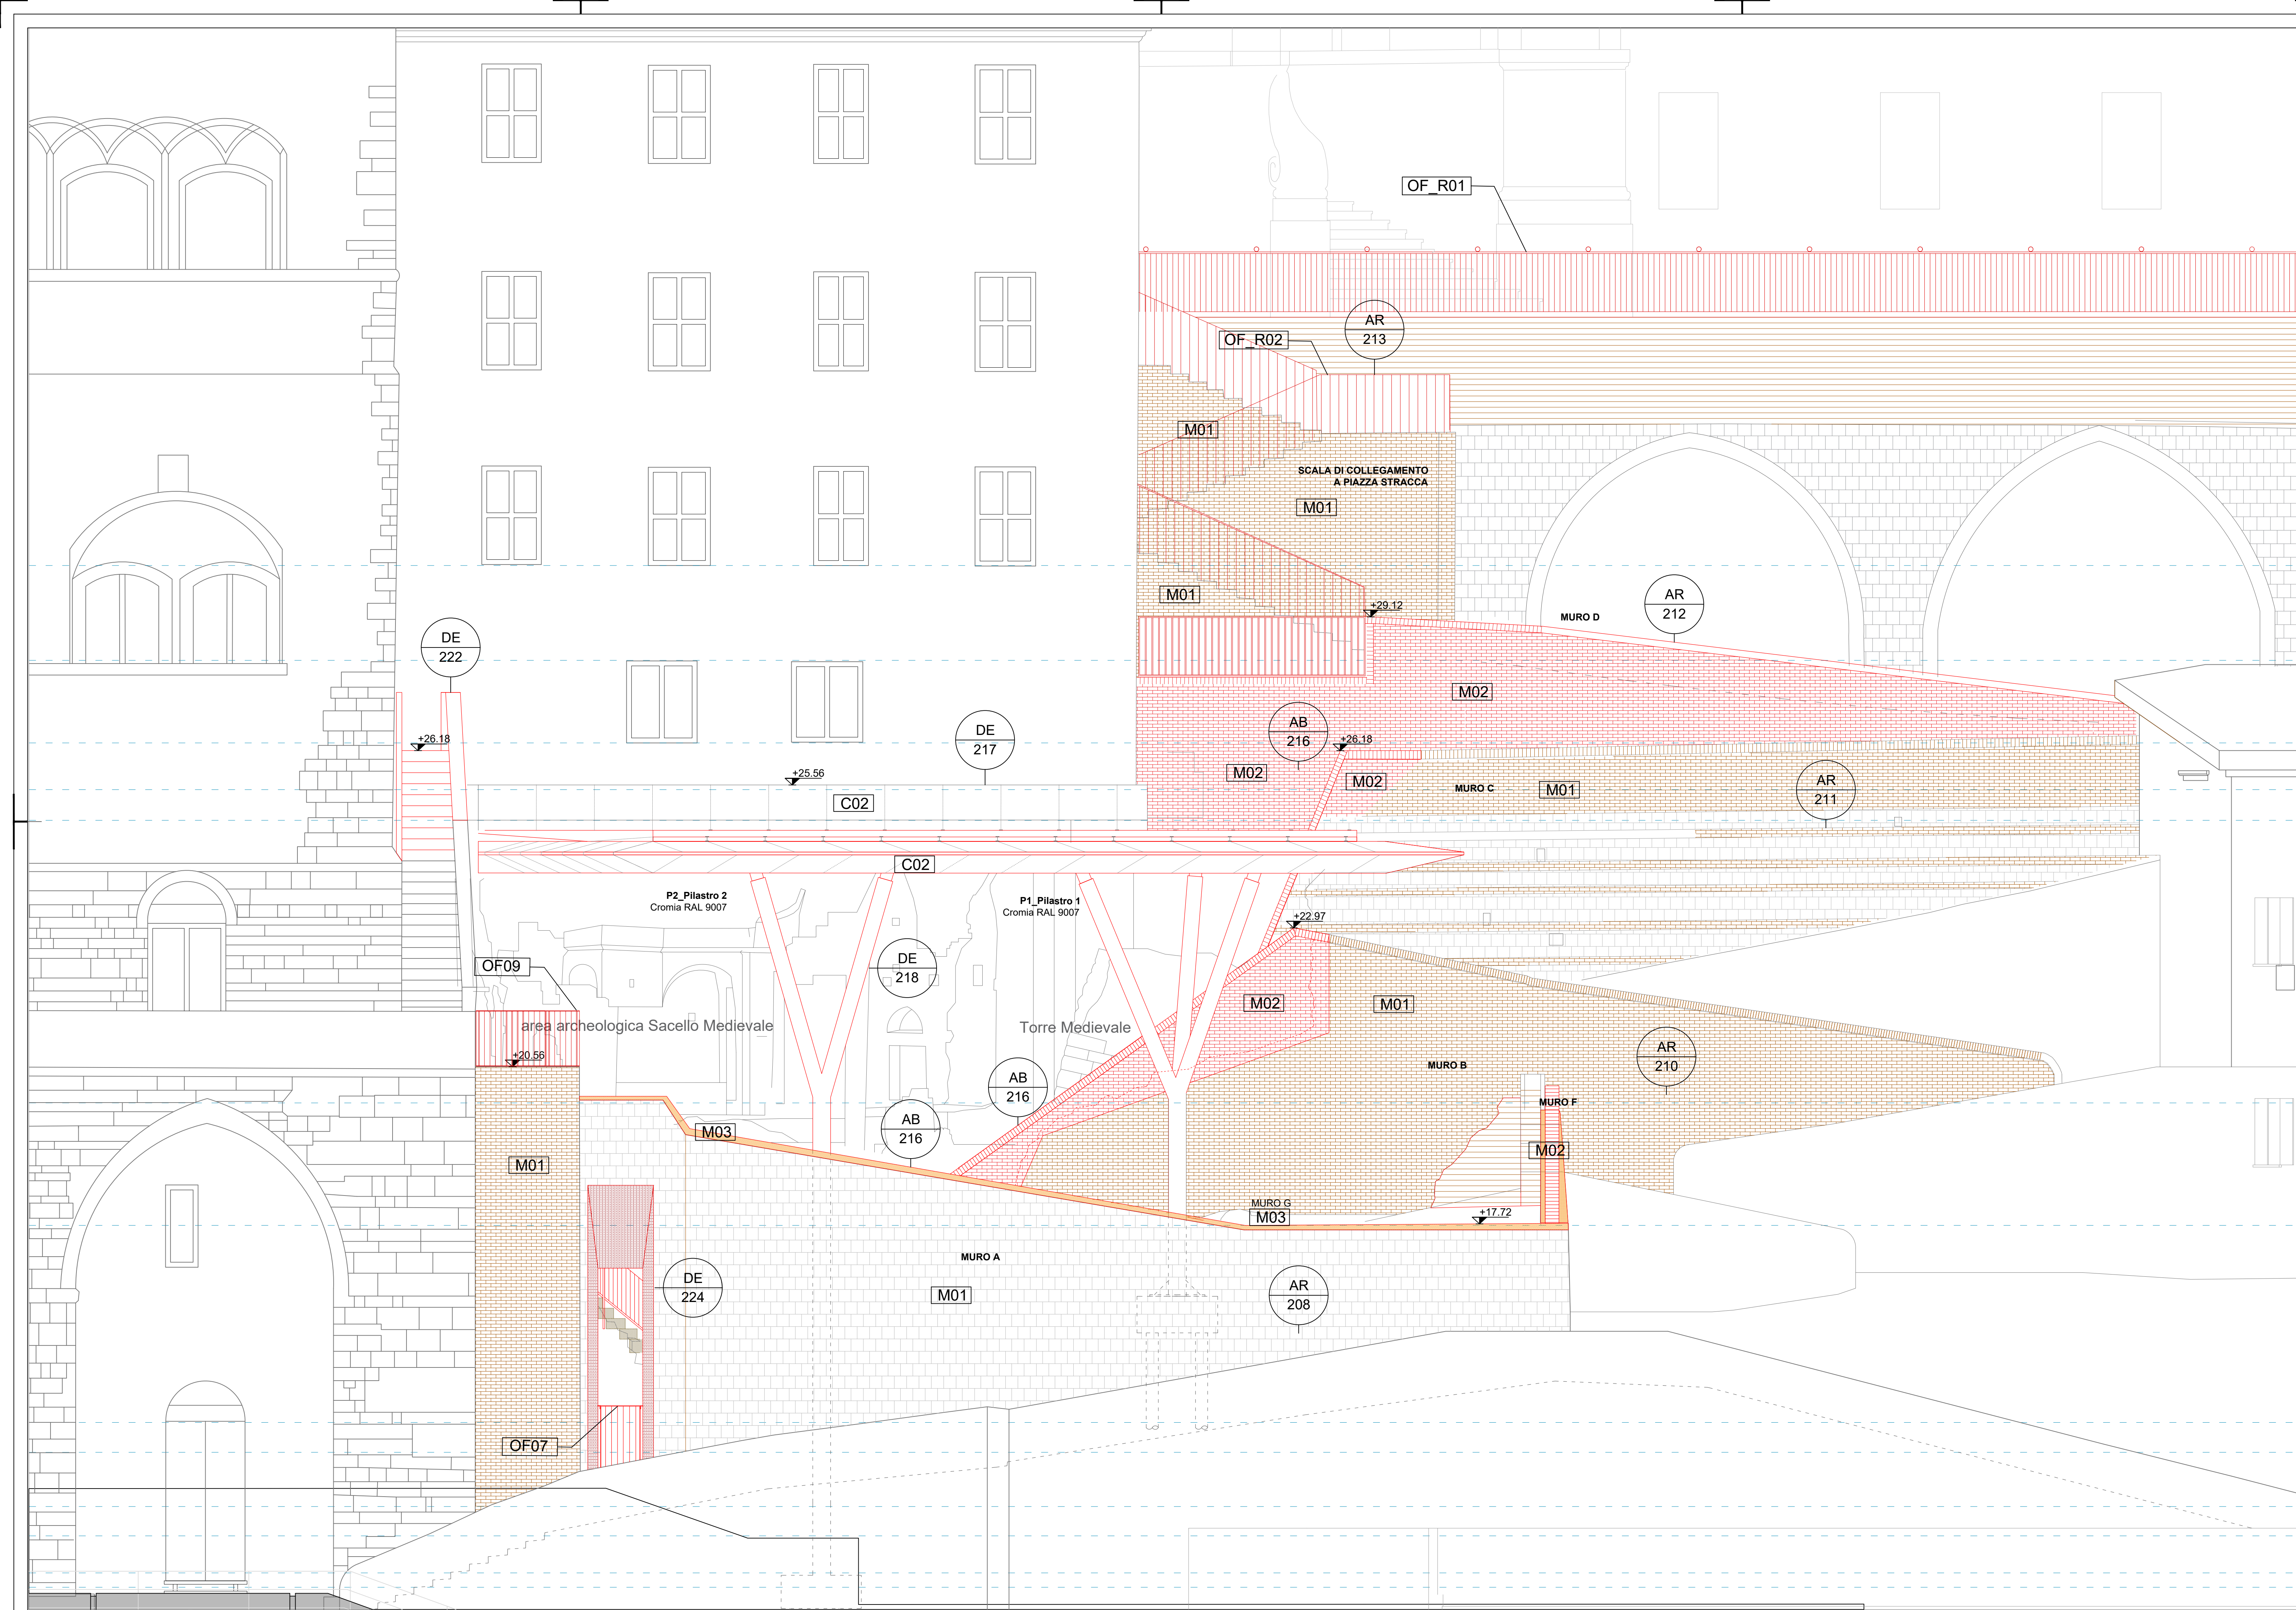 OF_R01
AR
213
OF_R02
M01
SCALA DI COLLEGAMENTO
A PIAZZA STRACCA
M01
M01
+29.12
MURO D
AR
212
DE
222
M02
AB
216
+26.18
+26.18
DE
217
+25.56
M02
M02
MURO C
M01
AR
211
C02
C02
P2_Pilastro 2
Cromia RAL 9007
P1_Pilastro 1
Cromia RAL 9007
+22.97
OF09
DE
218
M02
M01
area archeologica Sacello Medievale
Torre Medievale
+20.56
AR
210
MURO B
AB
216
AB
216
MURO F
M03
M02
M01
MURO G
M03
+17.72
MURO A
DE
224
M01
AR
208
OF07